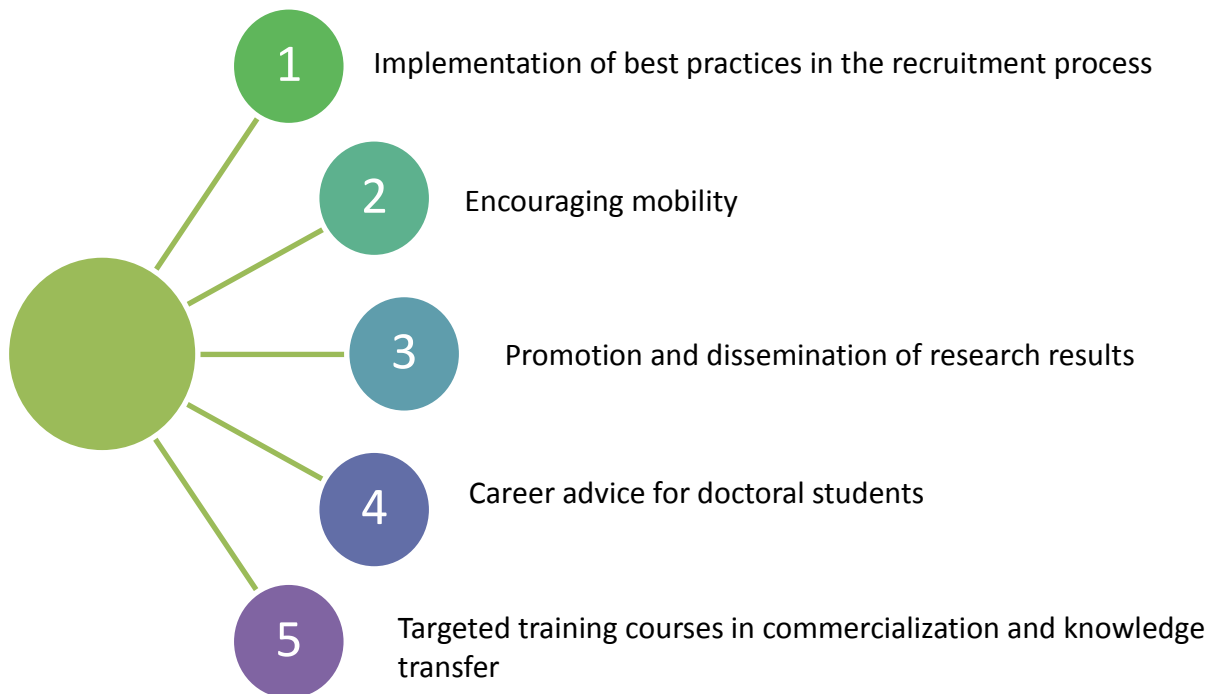 1
Implementation of best practices in the recruitment process
2
Encouraging mobility
3
Promotion and dissemination of research results
4
Career advice for doctoral students
5
Targeted training courses in commercialization and knowledge
transfer